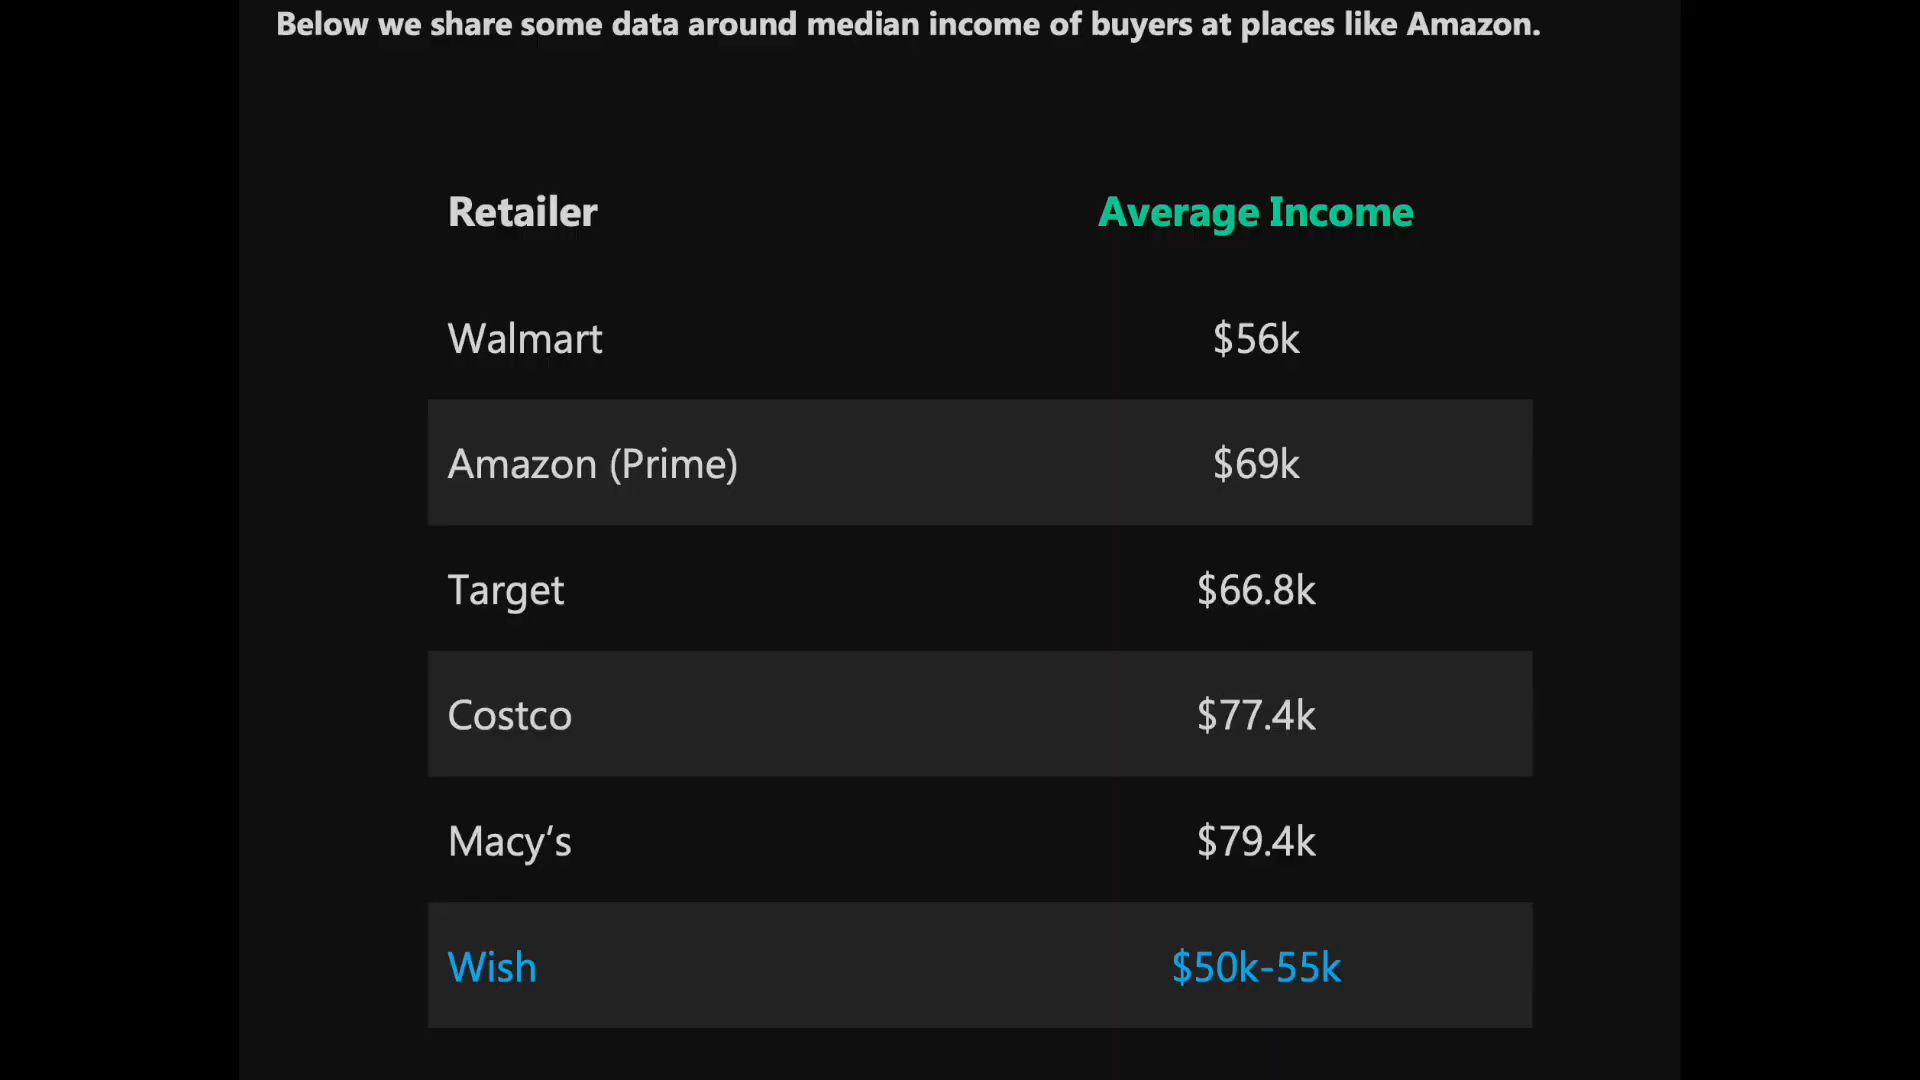 Below we share some data around median income of buyers at places like Amazon.
Retailer Average Income
Walmart $56k
Amazon (Prime) $69k
Target $66.8k
Costco $77.4k
Macy‘s $79.4k
Wish $50k-55k